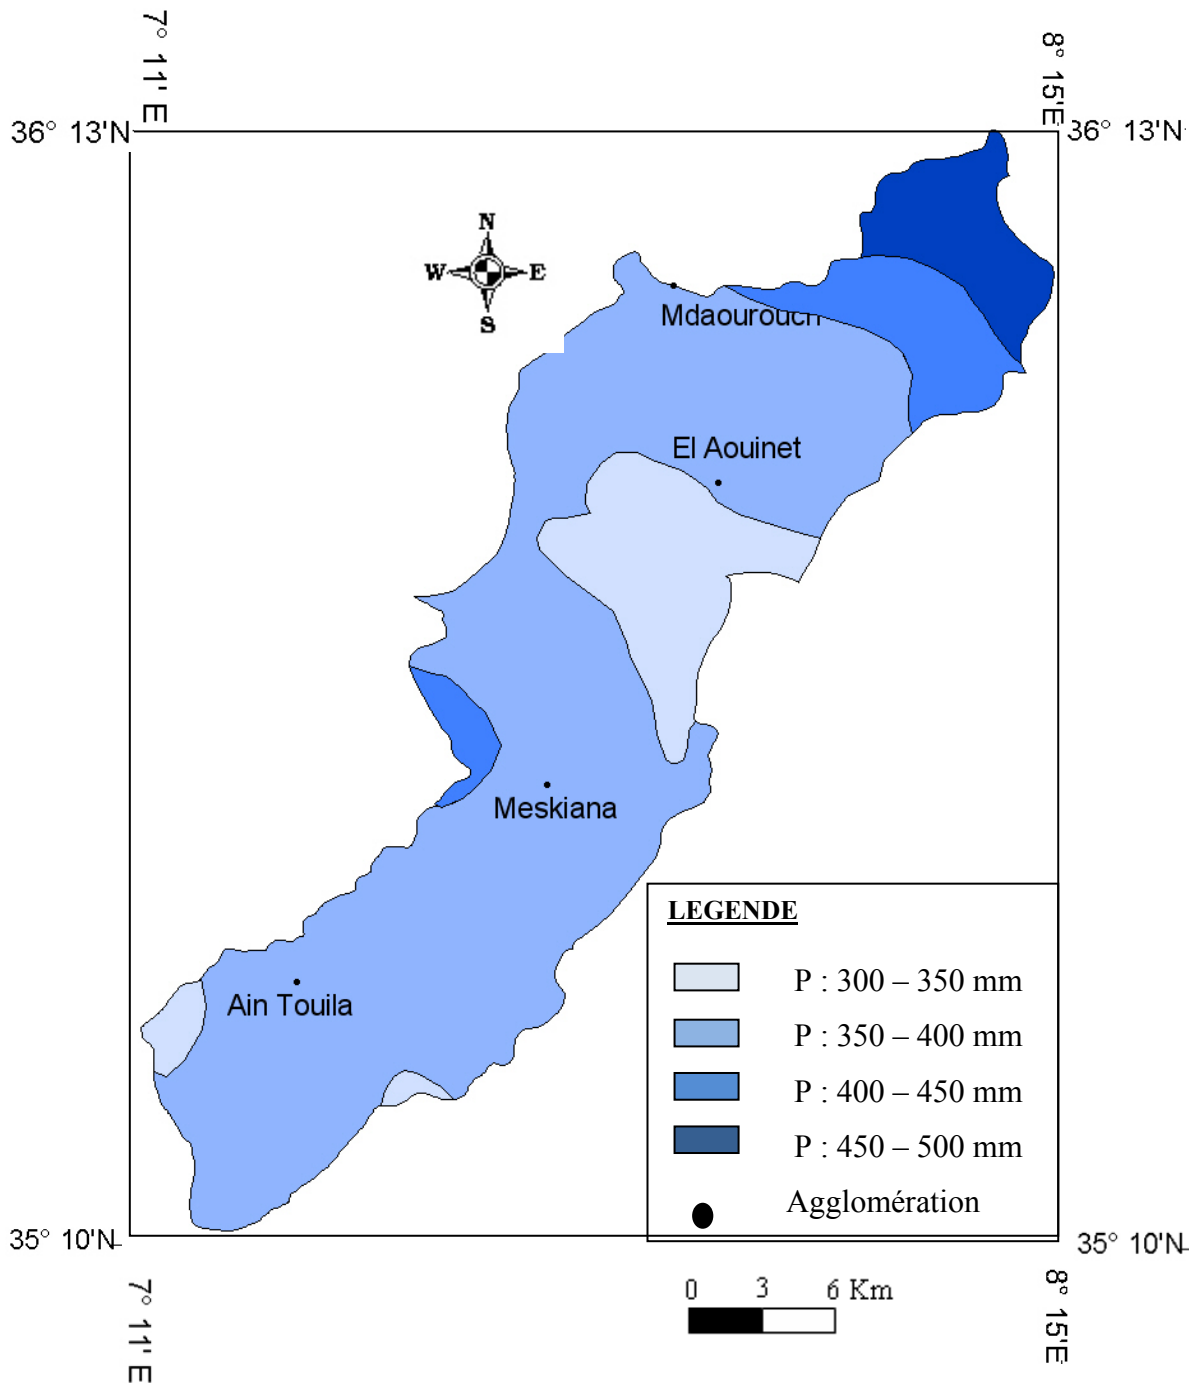 7° 11' E
8° 15'E
36° 13'N
36° 13'N
N
W E
S
Mdaourouch
El Aouinet
Meskiana
Ain Touila
LEGENDE
P : 300 – 350 mm
P : 350 – 400 mm
P : 400 – 450 mm
P : 450 – 500 mm
Agglomération
35° 10'N
35° 10'N
0 3 6 Km
7° 11' E
8° 15'E